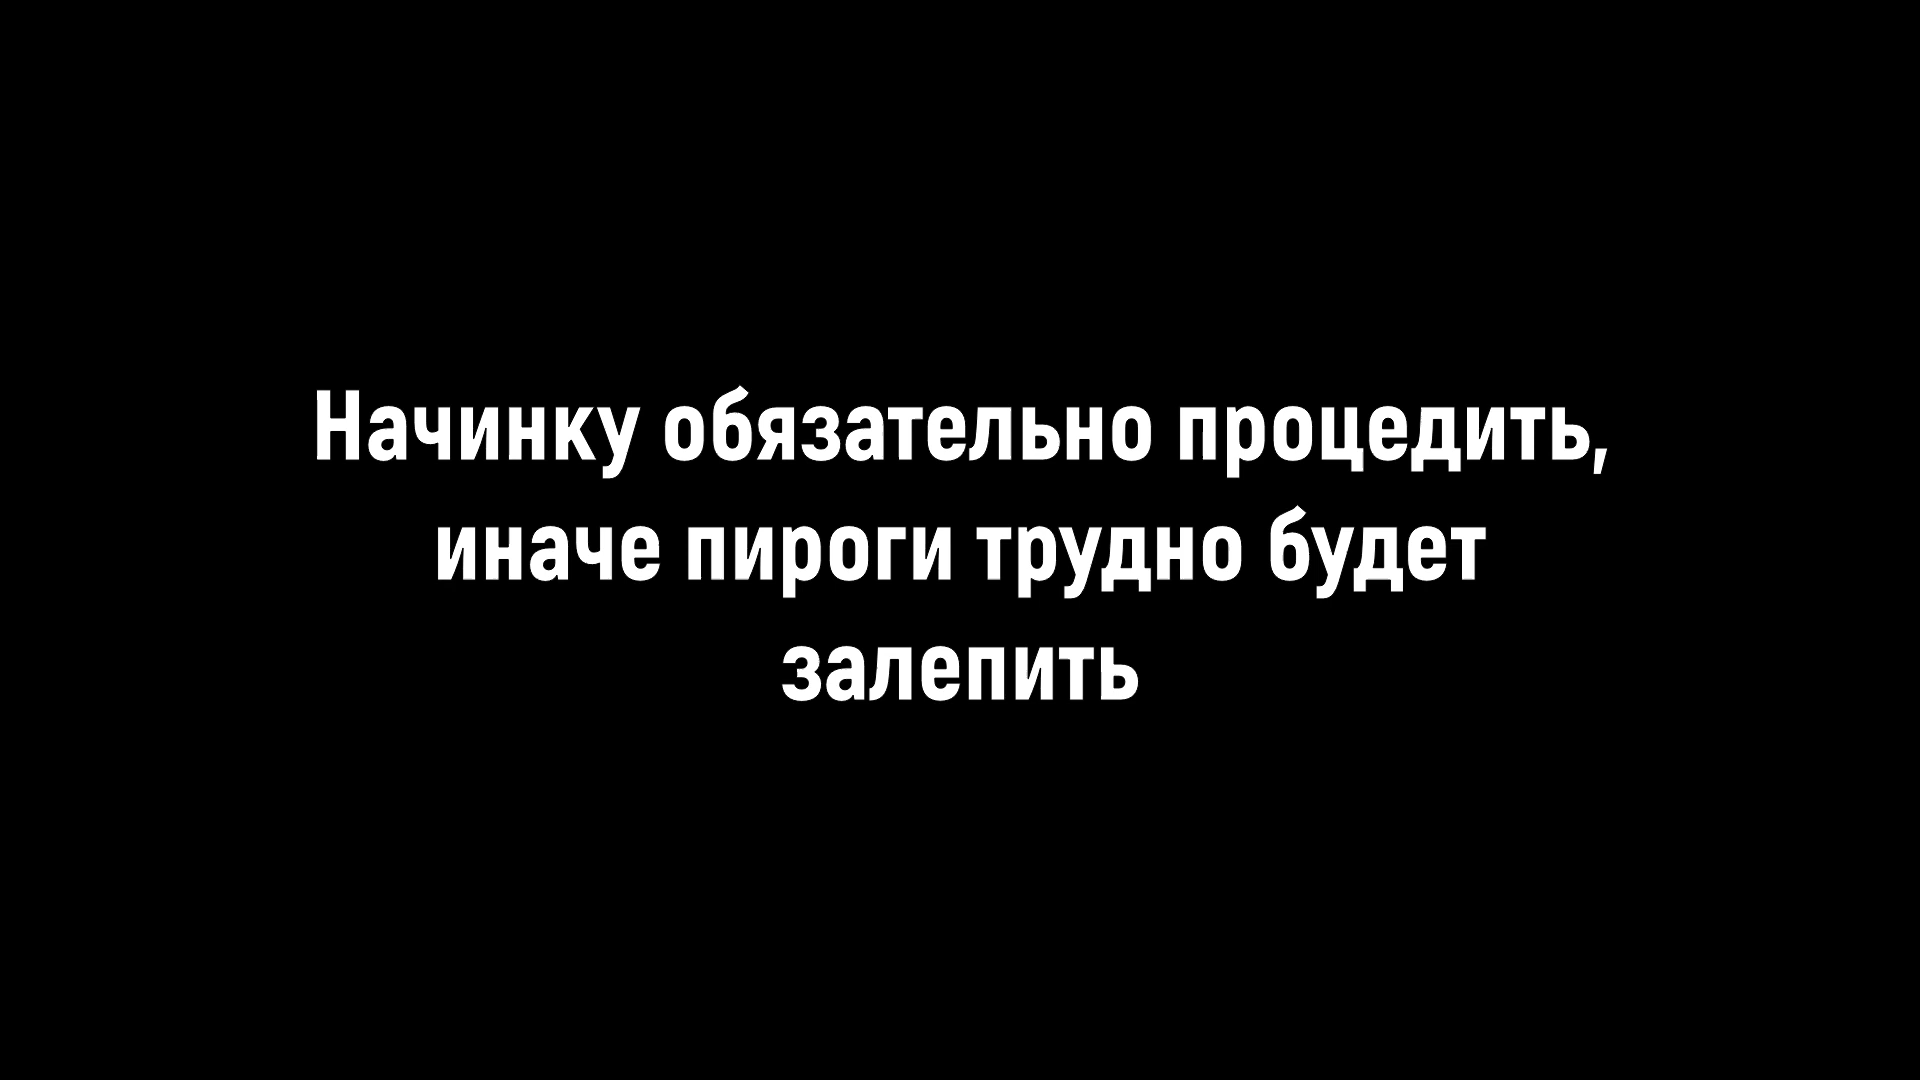 Начинку обязательно процедить,
иначе пироги трудно будет
залепить